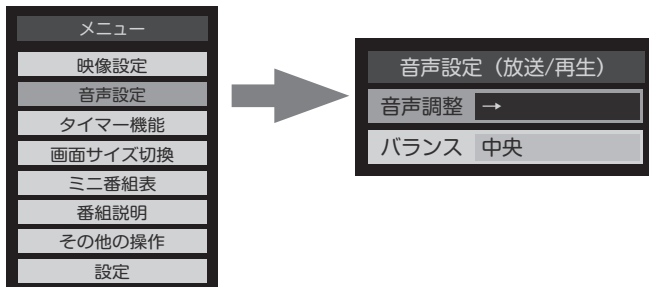 メニュー
映像設定
音声設定
タイマー機能
画面サイズ切換
ミニ番組表
番組説明
その他の操作
設定
音声設定（放送/再生）
音声調整 →
バランス 中央